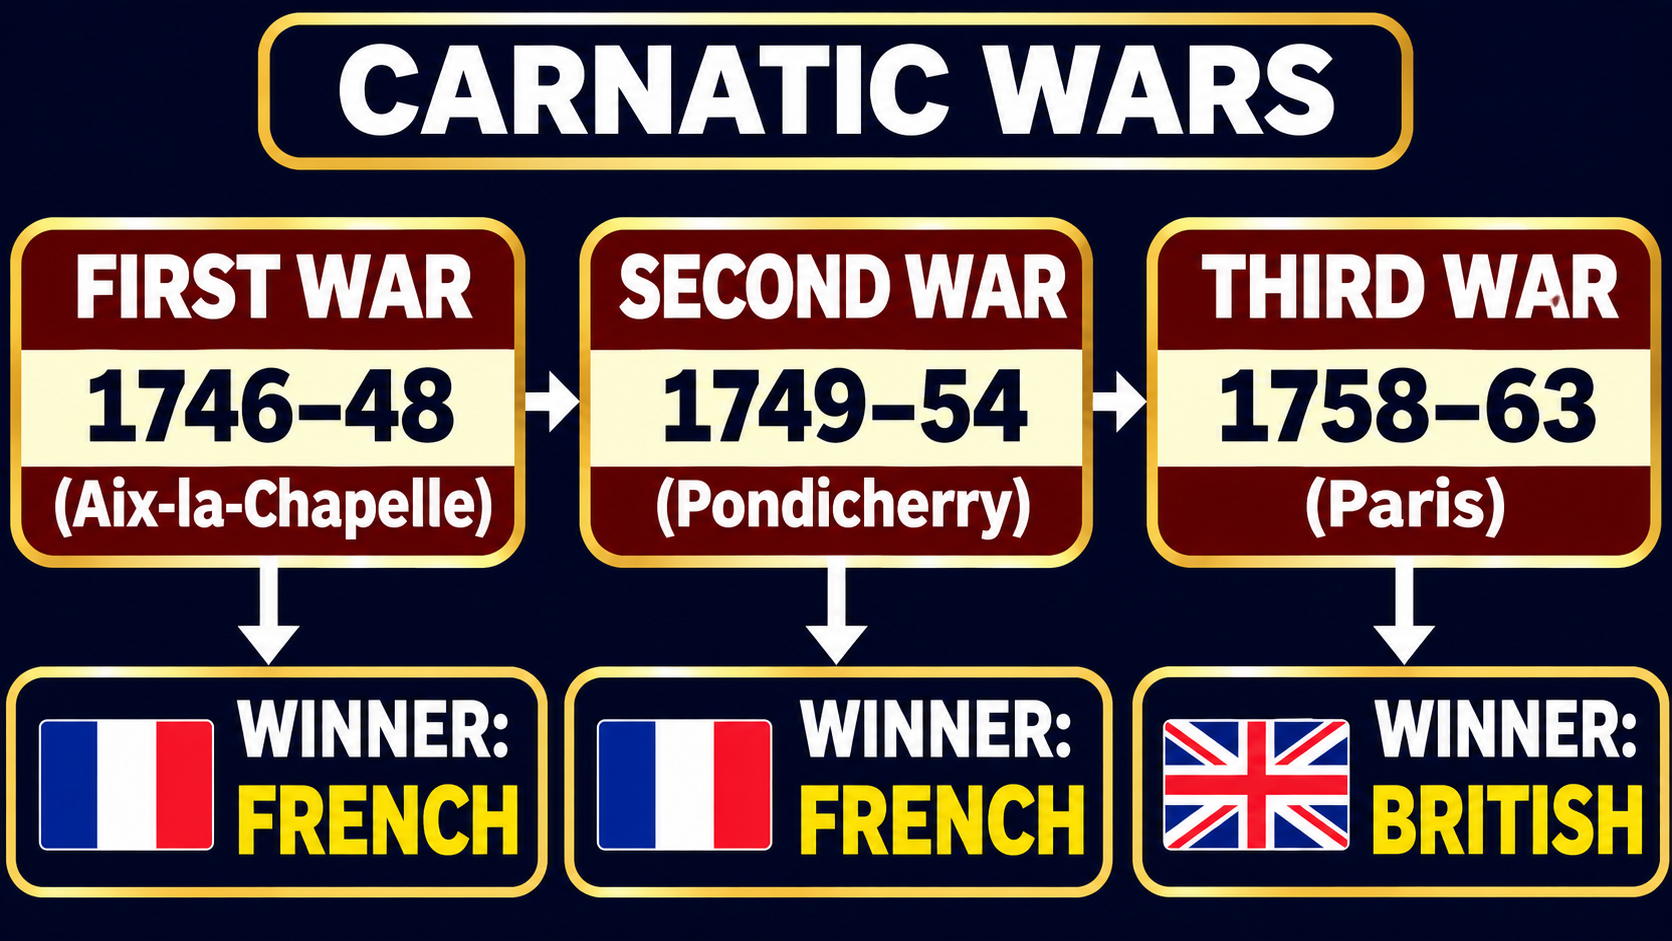 CARNATIC WARS
FIRST WAR
1746–48
(Aix-la-Chapelle)
SECOND WAR
1749–54
(Pondicherry)
THIRD WAR
1758–63
(Paris)
WINNER:
FRENCH
WINNER:
FRENCH
WINNER:
BRITISH